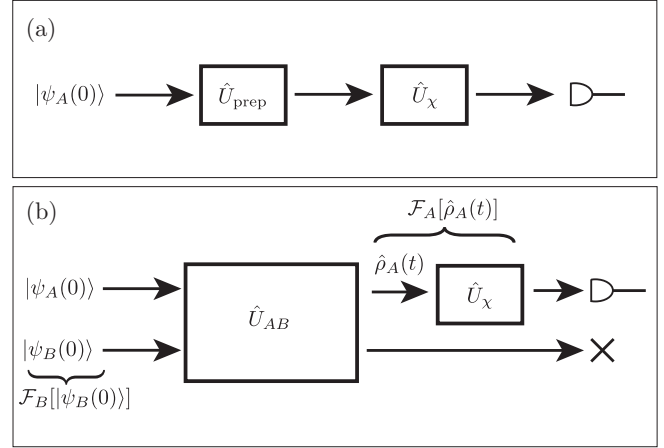 (a)
|ψ_A(0)⟩ Û_prep Û_χ
(b)
ℱ_A[ρ̂_A(t)]
ρ̂_A(t)
|ψ_A(0)⟩ Û_AB Û_χ
|ψ_B(0)⟩
ℱ_B[|ψ_B(0)⟩]